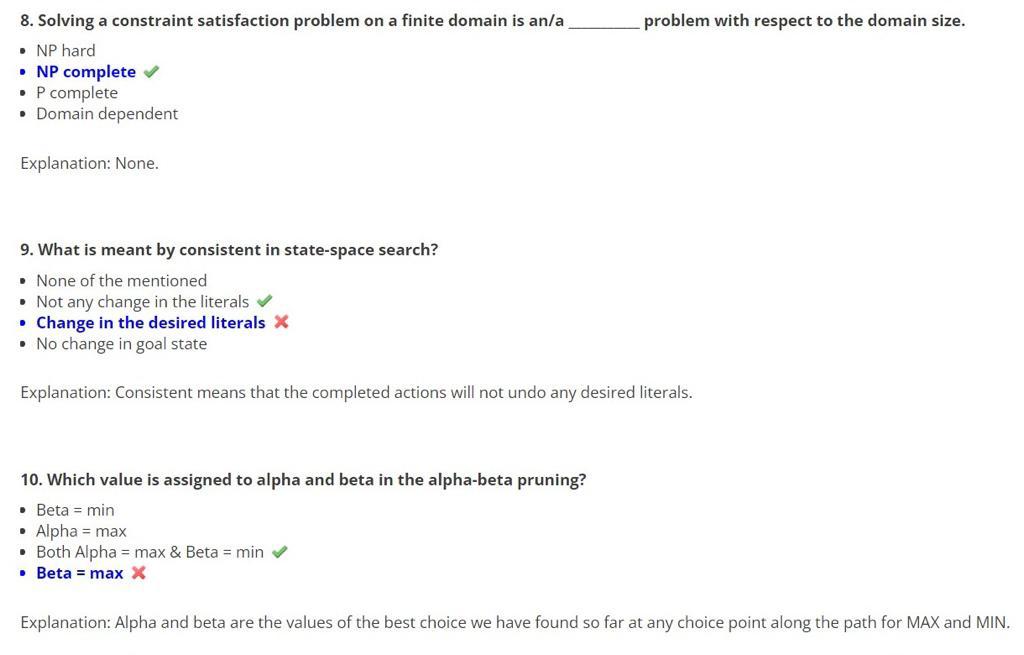 8. Solving a constraint satisfaction problem on a finite domain is an/a __________ problem with respect to the domain size.
• NP hard
• NP complete ✔
• P complete
• Domain dependent
Explanation: None.
9. What is meant by consistent in state-space search?
• None of the mentioned
• Not any change in the literals ✔
• Change in the desired literals ❌
• No change in goal state
Explanation: Consistent means that the completed actions will not undo any desired literals.
10. Which value is assigned to alpha and beta in the alpha-beta pruning?
• Beta = min
• Alpha = max
• Both Alpha = max & Beta = min ✔
• Beta = max ❌
Explanation: Alpha and beta are the values of the best choice we have found so far at any choice point along the path for MAX and MIN.